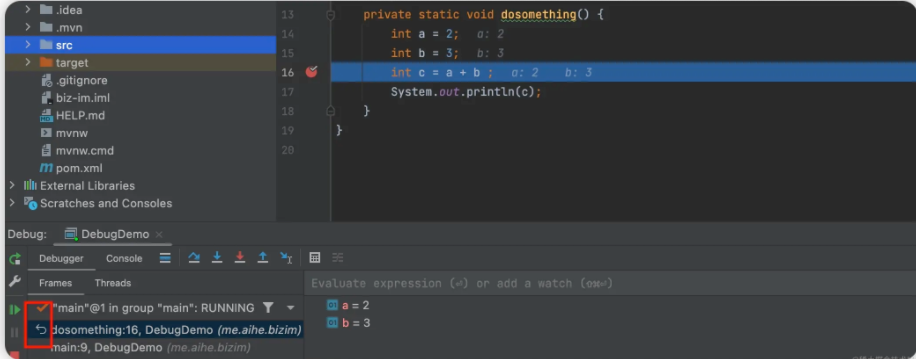 .idea
.mvn
src
target
.gitignore
biz-im.iml
HELP.md
mvnw
mvnw.cmd
pom.xml
External Libraries
Scratches and Consoles
13 private static void dosomething() {
14 int a = 2; a: 2
15 int b = 3; b: 3
16 int c = a + b ; a: 2 b: 3
17 System.out.println(c);
18 }
19 }
20
Debug: DebugDemo ×
Debugger Console
Frames Threads
Evaluate expression (⏎) or add a watch (⇧⌘⏎)
"main"@1 in group "main": RUNNING
dosomething:16, DebugDemo (me.aihe.bizim)
main:9, DebugDemo (me.aihe.bizim)
a = 2
b = 3